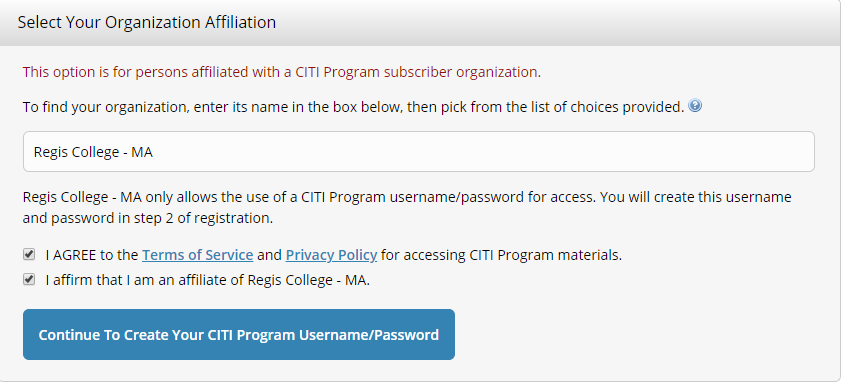 Select Your Organization Affiliation
This option is for persons affiliated with a CITI Program subscriber organization.
To find your organization, enter its name in the box below, then pick from the list of choices provided.
Regis College - MA
Regis College - MA only allows the use of a CITI Program username/password for access. You will create this username
and password in step 2 of registration.
I AGREE to the Terms of Service and Privacy Policy for accessing CITI Program materials.
I affirm that I am an affiliate of Regis College - MA.
Continue To Create Your CITI Program Username/Password